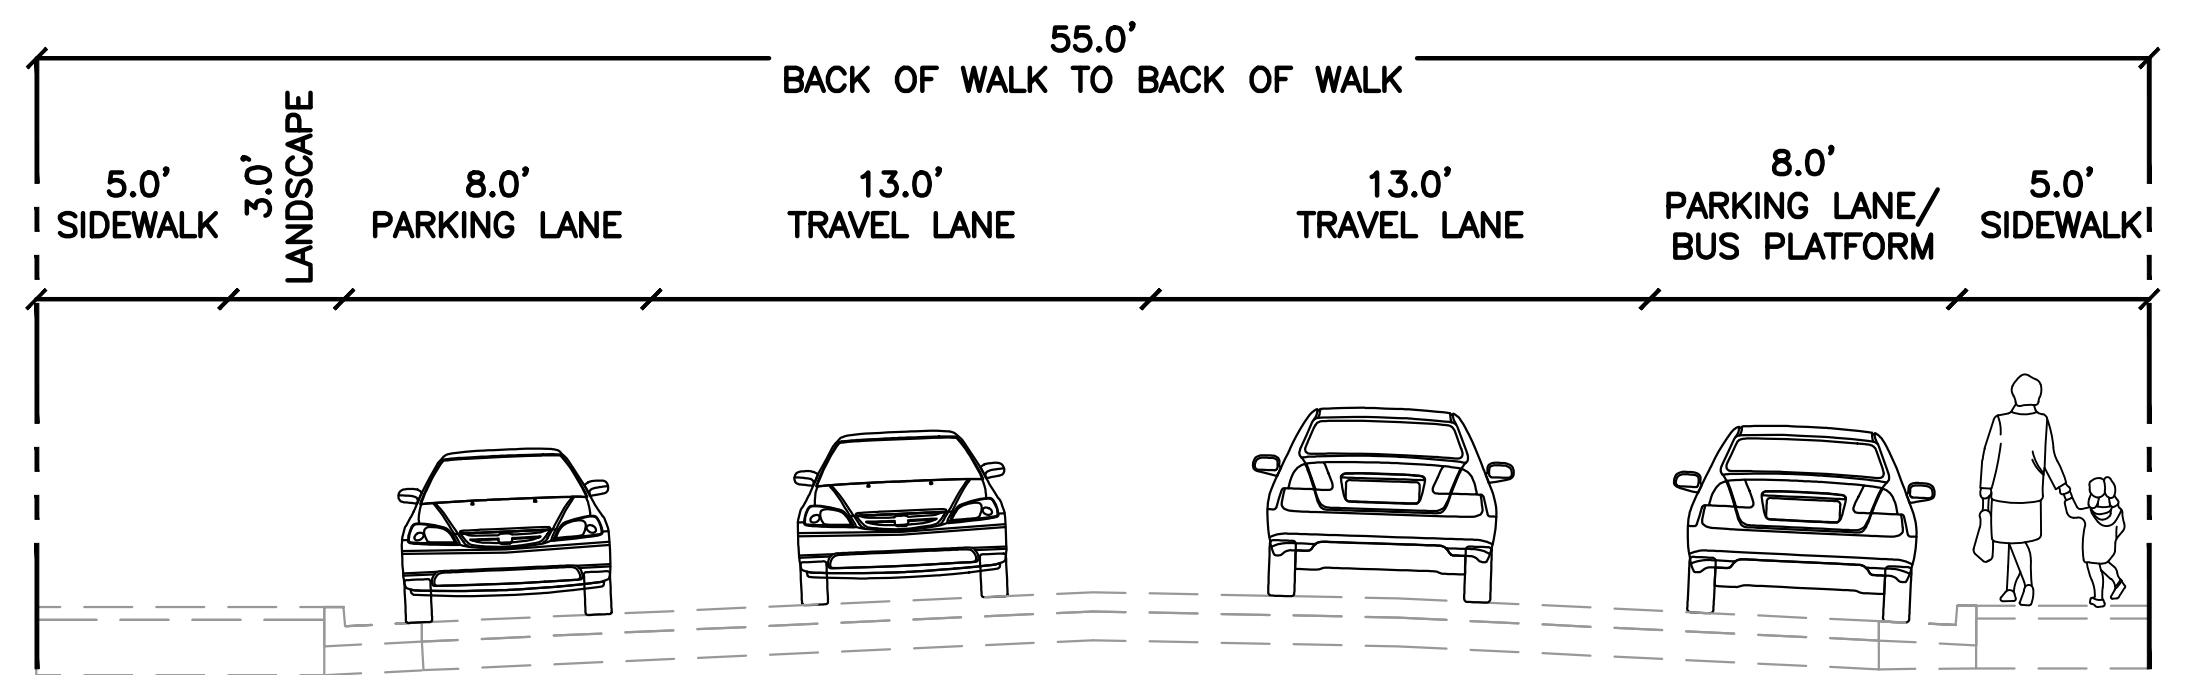 55.0'
BACK OF WALK TO BACK OF WALK
5.0'
SIDEWALK
3.0'
LANDSCAPE
8.0'
PARKING LANE
13.0'
TRAVEL LANE
13.0'
TRAVEL LANE
8.0'
PARKING LANE/
BUS PLATFORM
5.0'
SIDEWALK